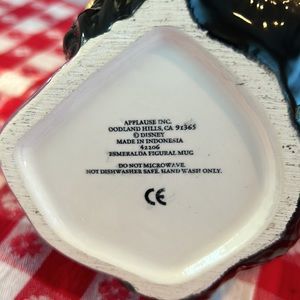 APPLAUSE INC.
OODLAND HILLS, CA 91365
© DISNEY
MADE IN INDONESIA
42206
ESMERALDA FIGURAL MUG
DO NOT MICROWAVE.
NOT DISHWASHER SAFE. HAND WASH ONLY.
CE